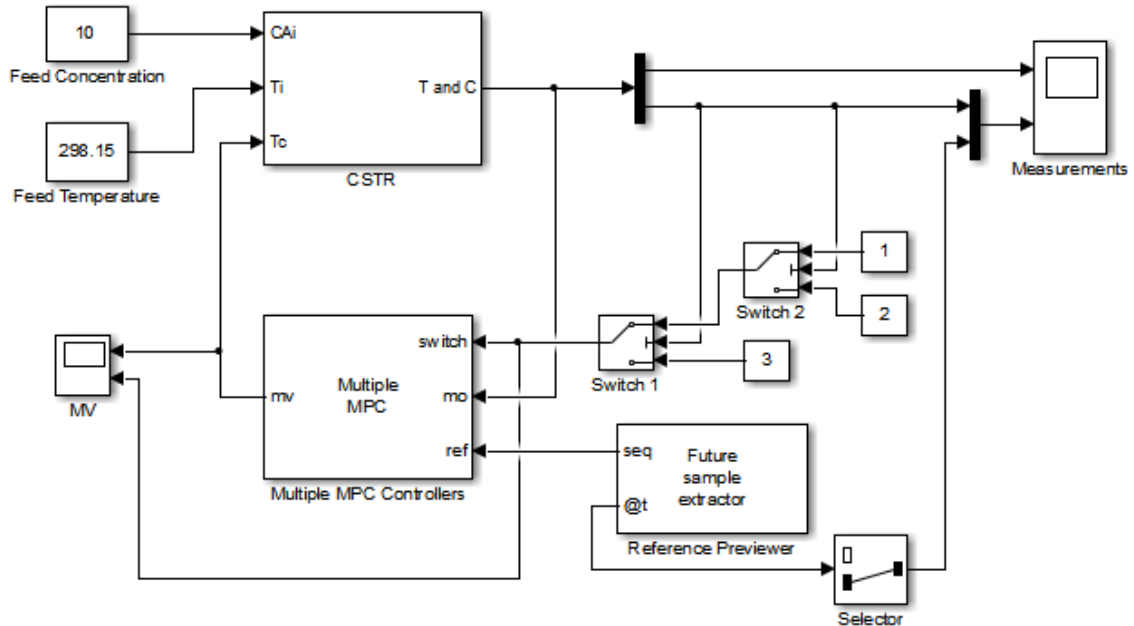 10
Feed Concentration
298.15
Feed Temperature
CAi
Ti
Tc
T and C
CSTR
Measurements
1
2
Switch 2
3
Switch 1
MV
switch
mv
Multiple
MPC
mo
ref
Multiple MPC Controllers
seq
@t
Future
sample
extractor
Reference Previewer
Selector